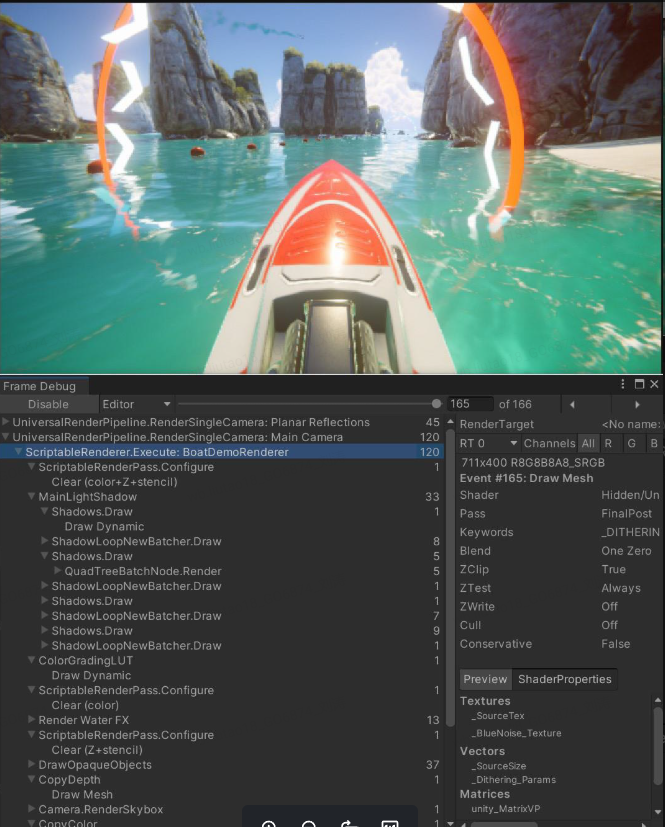 Frame Debug
Disable Editor 165 of 166
UniversalRenderPipeline.RenderSingleCamera: Planar Reflections 45
UniversalRenderPipeline.RenderSingleCamera: Main Camera 120
ScriptableRenderer.Execute: BoatDemoRenderer 120
ScriptableRenderPass.Configure 1
Clear (color+Z+stencil)
MainLightShadow 33
Shadows.Draw 1
Draw Dynamic
ShadowLoopNewBatcher.Draw 8
Shadows.Draw 5
QuadTreeBatchNode.Render 5
ShadowLoopNewBatcher.Draw 1
Shadows.Draw 1
ShadowLoopNewBatcher.Draw 7
Shadows.Draw 9
ShadowLoopNewBatcher.Draw 1
ColorGradingLUT 1
Draw Dynamic
ScriptableRenderPass.Configure 1
Clear (color)
Render Water FX 13
ScriptableRenderPass.Configure 1
Clear (Z+stencil)
DrawOpaqueObjects 37
CopyDepth 1
Draw Mesh
Camera.RenderSkybox 1
CopyColor 1
RenderTarget <No name:
RT 0 Channels All R G B
711x400 R8G8B8A8_SRGB
Event #165: Draw Mesh
Shader Hidden/Un
Pass FinalPost
Keywords _DITHERIN
Blend One Zero
ZClip True
ZTest Always
ZWrite Off
Cull Off
Conservative False
Preview ShaderProperties
Textures
_SourceTex
_BlueNoise_Texture
Vectors
_SourceSize
_Dithering_Params
Matrices
unity_MatrixVP